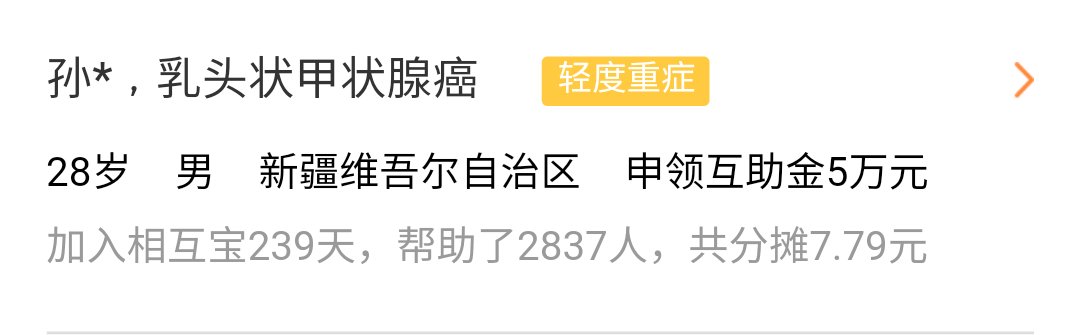 孙*，乳头状甲状腺癌 轻度重症
28岁 男 新疆维吾尔自治区 申领互助金5万元
加入相互宝239天，帮助了2837人，共分摊7.79元